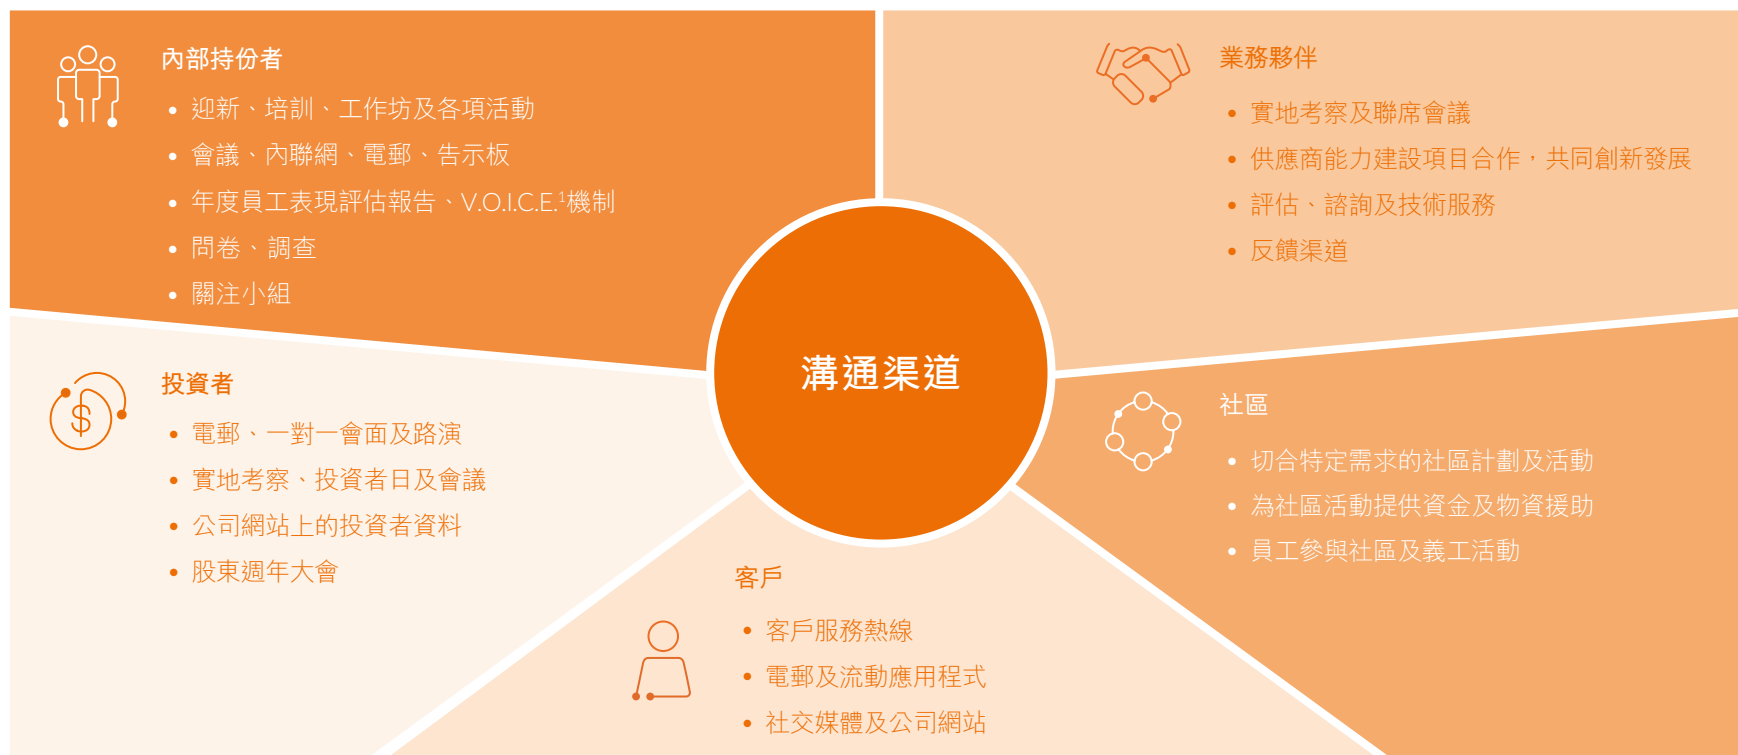 內部持份者
• 迎新、培訓、工作坊及各項活動
• 會議、內聯網、電郵、告示板
• 年度員工表現評估報告、V.O.I.C.E.¹機制
• 問卷、調查
• 關注小組
業務夥伴
• 實地考察及聯席會議
• 供應商能力建設項目合作，共同創新發展
• 評估、諮詢及技術服務
• 反饋渠道
溝通渠道
投資者
• 電郵、一對一會面及路演
• 實地考察、投資者日及會議
• 公司網站上的投資者資料
• 股東週年大會
社區
• 切合特定需求的社區計劃及活動
• 為社區活動提供資金及物資援助
• 員工參與社區及義工活動
客戶
• 客戶服務熱線
• 電郵及流動應用程式
• 社交媒體及公司網站